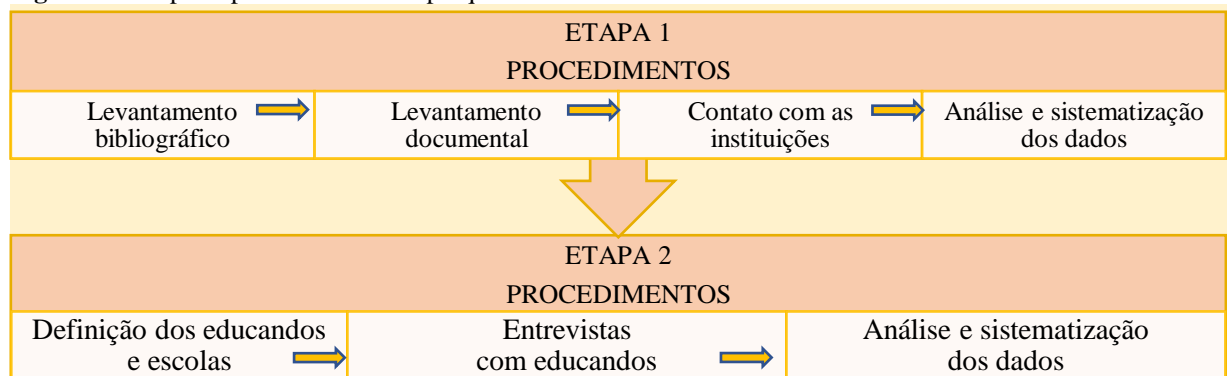 ETAPA 1
PROCEDIMENTOS
Levantamento bibliográfico
Levantamento documental
Contato com as instituições
Análise e sistematização dos dados
ETAPA 2
PROCEDIMENTOS
Definição dos educandos e escolas
Entrevistas com educandos
Análise e sistematização dos dados